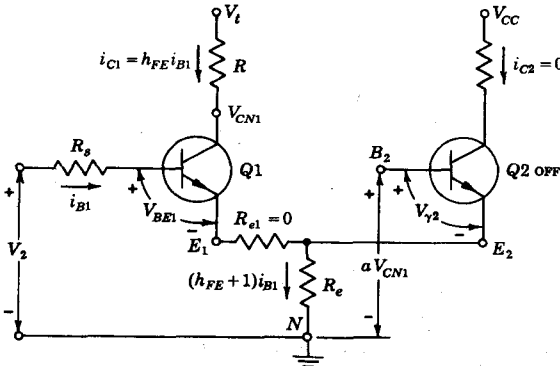 V_t
V_CC
i_C1 = h_FE i_B1
R
i_C2 = 0
V_CN1
R_s
Q1
B_2
Q2 OFF
i_B1
+
V_BE1
−
+
V_γ2
−
+
V_2
−
R_e1 = 0
E_1
E_2
(h_FE + 1)i_B1
R_e
+
aV_CN1
−
N